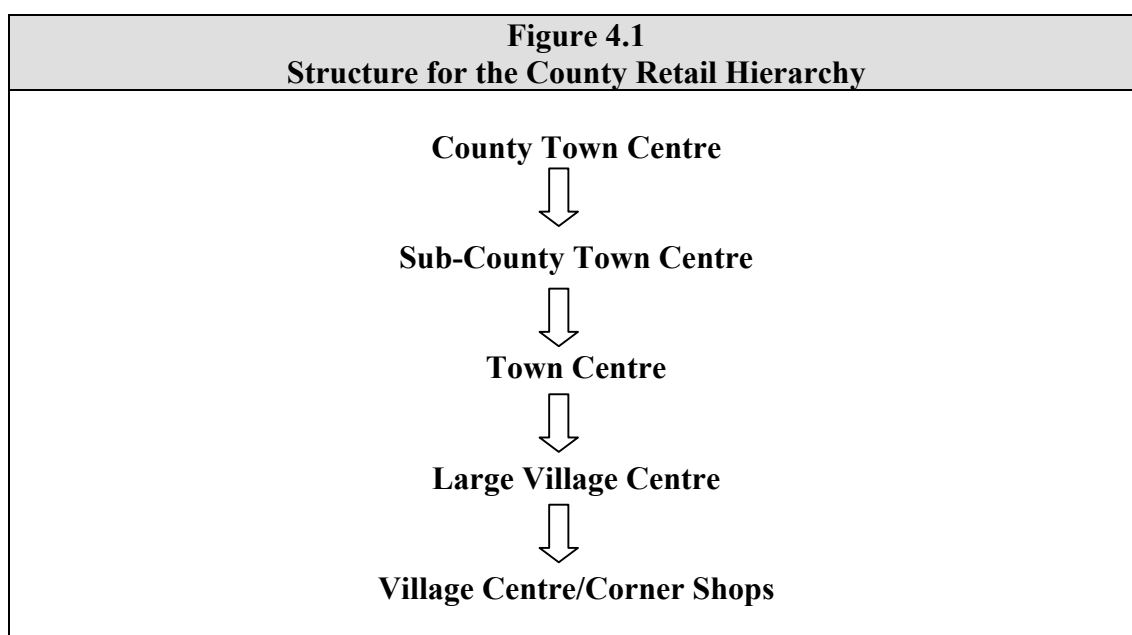 Figure 4.1
Structure for the County Retail Hierarchy
County Town Centre
Sub-County Town Centre
Town Centre
Large Village Centre
Village Centre/Corner Shops